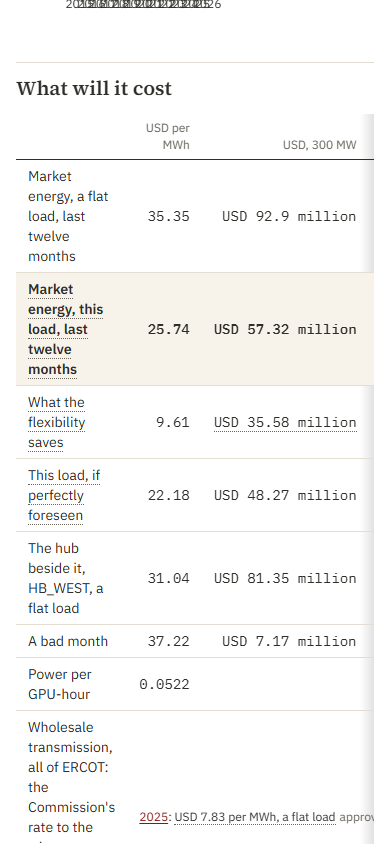 What will it cost
USD per
MWh
USD, 300 MW
Market
energy, a flat
load, last
twelve
months
35.35
USD 92.9 million
Market
energy, this
load, last
twelve
months
25.74
USD 57.32 million
What the
flexibility
saves
9.61
USD 35.58 million
This load, if
perfectly
foreseen
22.18
USD 48.27 million
The hub
beside it,
HB_WEST, a
flat load
31.04
USD 81.35 million
A bad month
37.22
USD 7.17 million
Power per
GPU-hour
0.0522
Wholesale
transmission,
all of ERCOT:
the
Commission's
rate to the
2025: USD 7.83 per MWh, a flat load